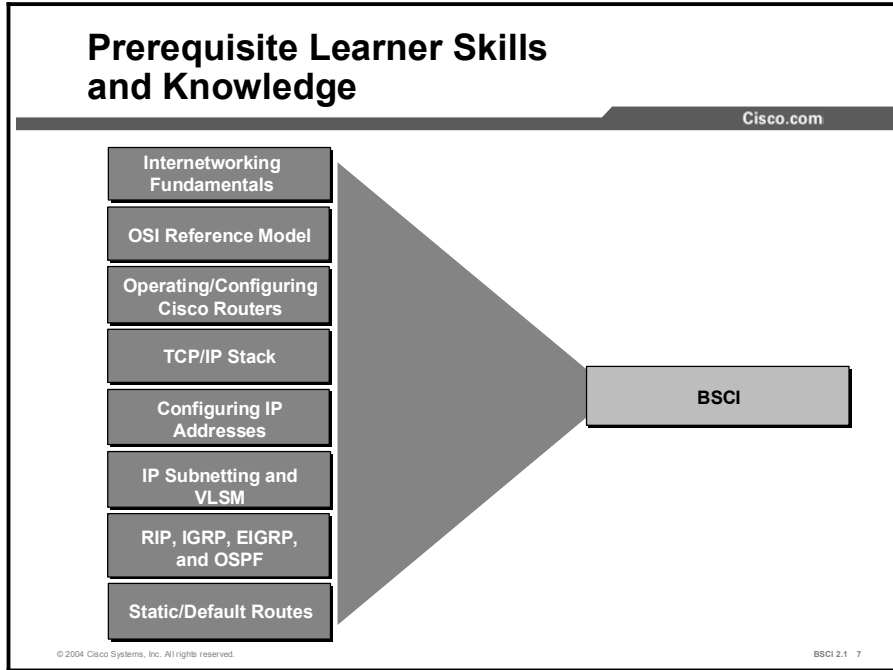 Prerequisite Learner Skills
and Knowledge
Cisco.com
Internetworking
Fundamentals
OSI Reference Model
Operating/Configuring
Cisco Routers
TCP/IP Stack
Configuring IP
Addresses
IP Subnetting and
VLSM
RIP, IGRP, EIGRP,
and OSPF
Static/Default Routes
BSCI
© 2004 Cisco Systems, Inc. All rights reserved.
BSCI 2.1 7